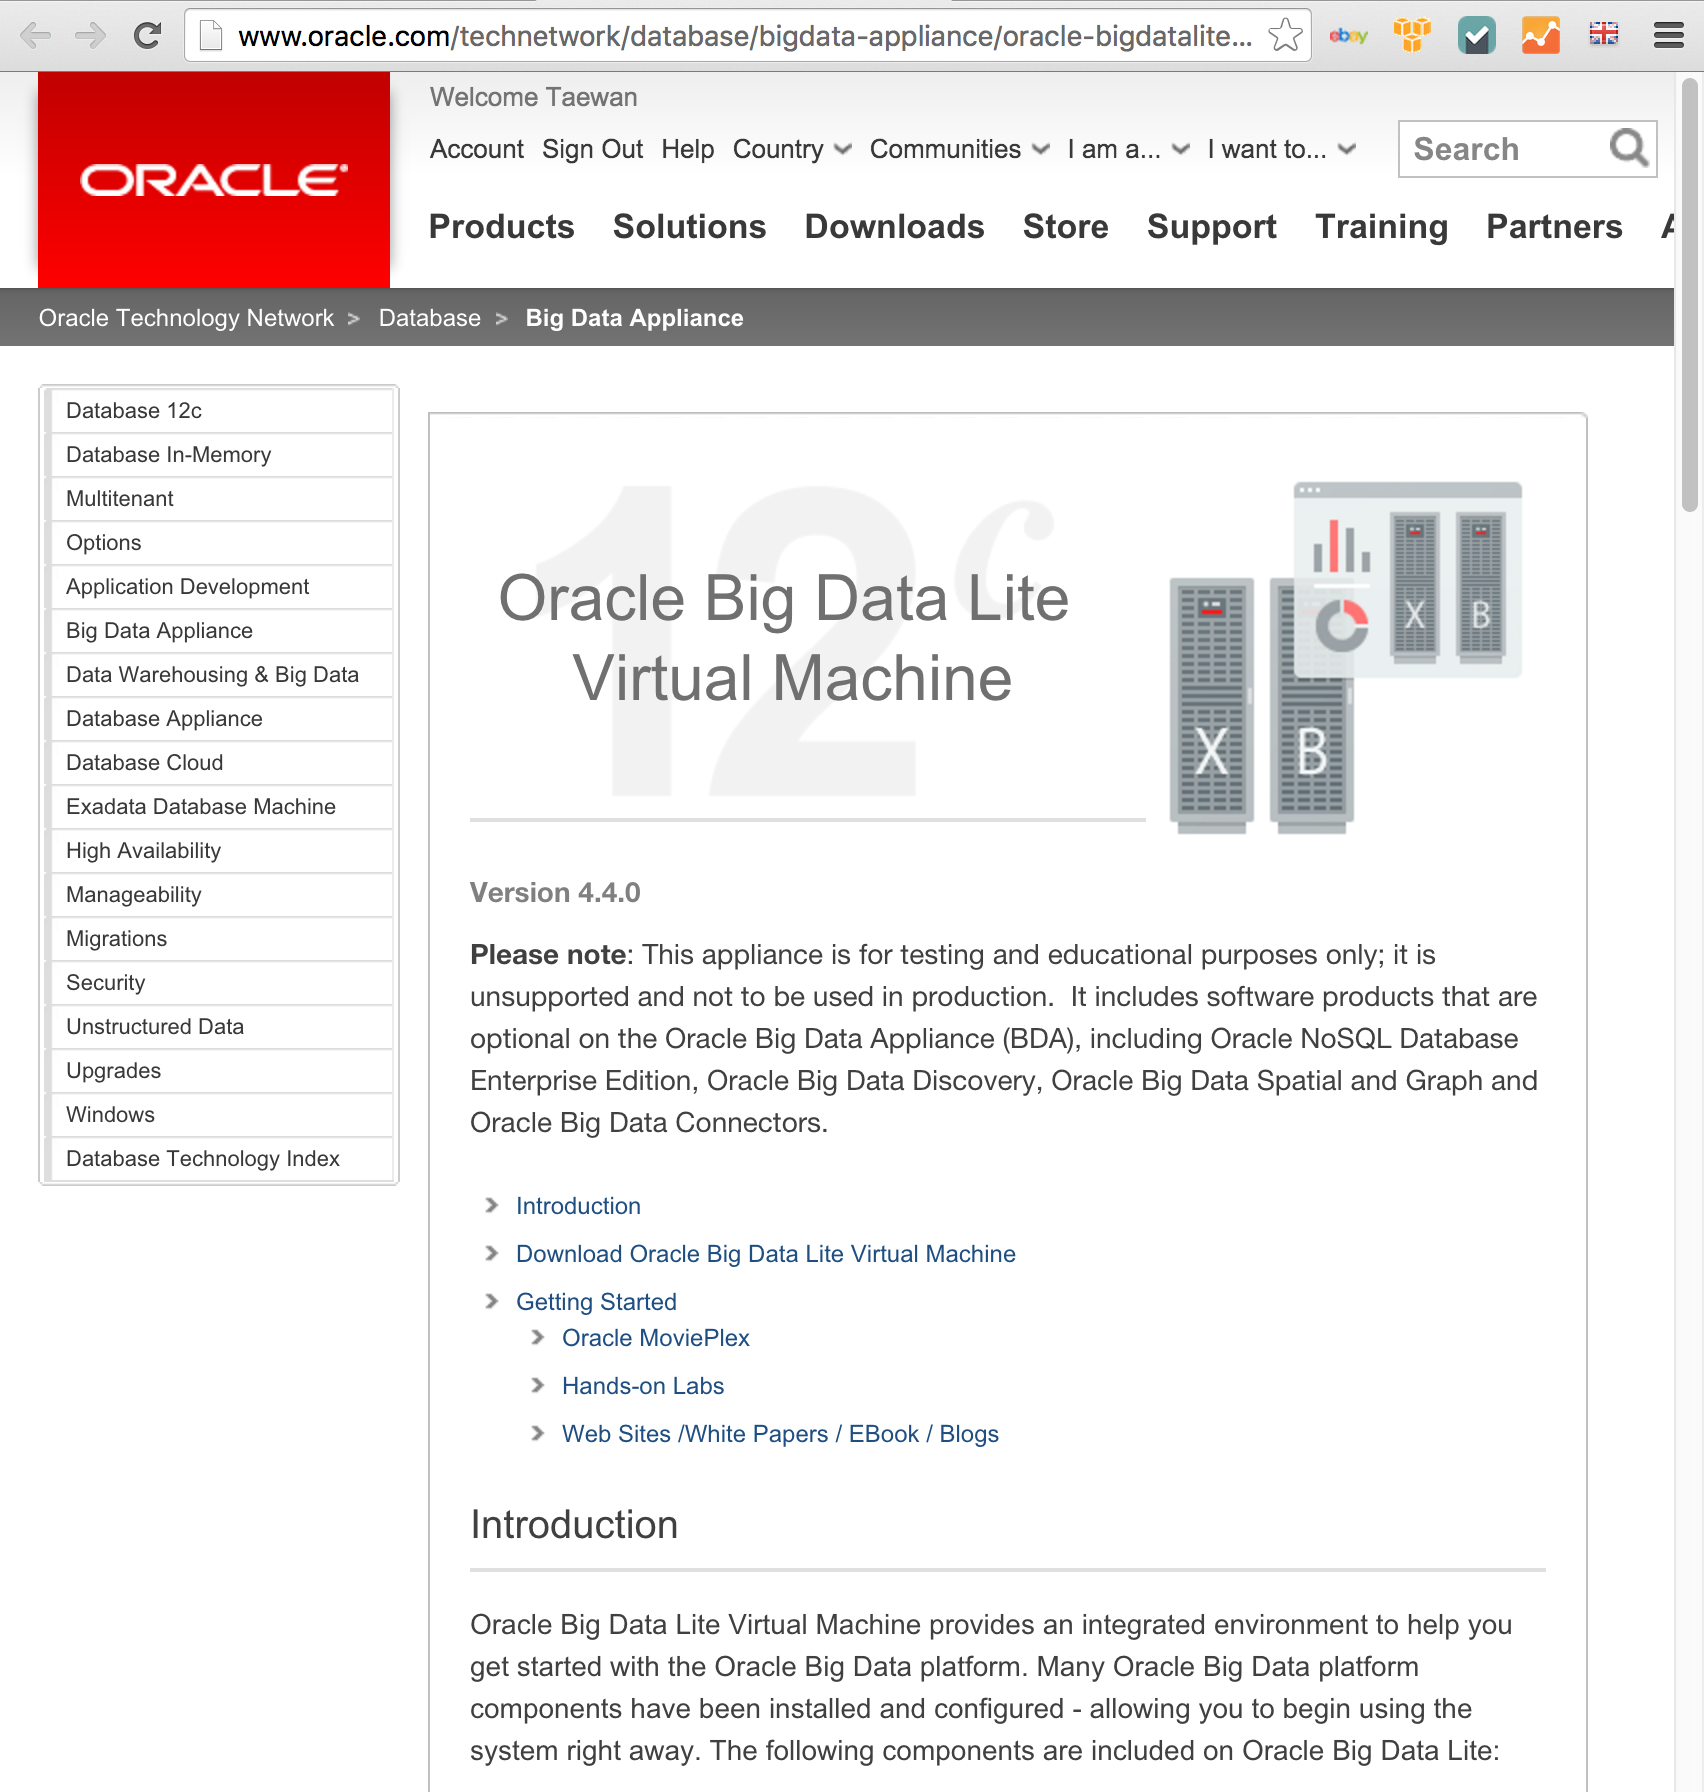 www.oracle.com/technetwork/database/bigdata-appliance/oracle-bigdatalite...
ebay
ORACLE
Welcome Taewan
Account Sign Out Help Country Communities I am a... I want to... Search
Products Solutions Downloads Store Support Training Partners A
Oracle Technology Network > Database > Big Data Appliance
Database 12c
Database In-Memory
Multitenant
Options
Application Development
Big Data Appliance
Data Warehousing & Big Data
Database Appliance
Database Cloud
Exadata Database Machine
High Availability
Manageability
Migrations
Security
Unstructured Data
Upgrades
Windows
Database Technology Index
12c
Oracle Big Data Lite
Virtual Machine
X B
X B
Version 4.4.0
Please note: This appliance is for testing and educational purposes only; it is
unsupported and not to be used in production.  It includes software products that are
optional on the Oracle Big Data Appliance (BDA), including Oracle NoSQL Database
Enterprise Edition, Oracle Big Data Discovery, Oracle Big Data Spatial and Graph and
Oracle Big Data Connectors.
Introduction
Download Oracle Big Data Lite Virtual Machine
Getting Started
Oracle MoviePlex
Hands-on Labs
Web Sites /White Papers / EBook / Blogs
Introduction
Oracle Big Data Lite Virtual Machine provides an integrated environment to help you
get started with the Oracle Big Data platform. Many Oracle Big Data platform
components have been installed and configured - allowing you to begin using the
system right away. The following components are included on Oracle Big Data Lite: